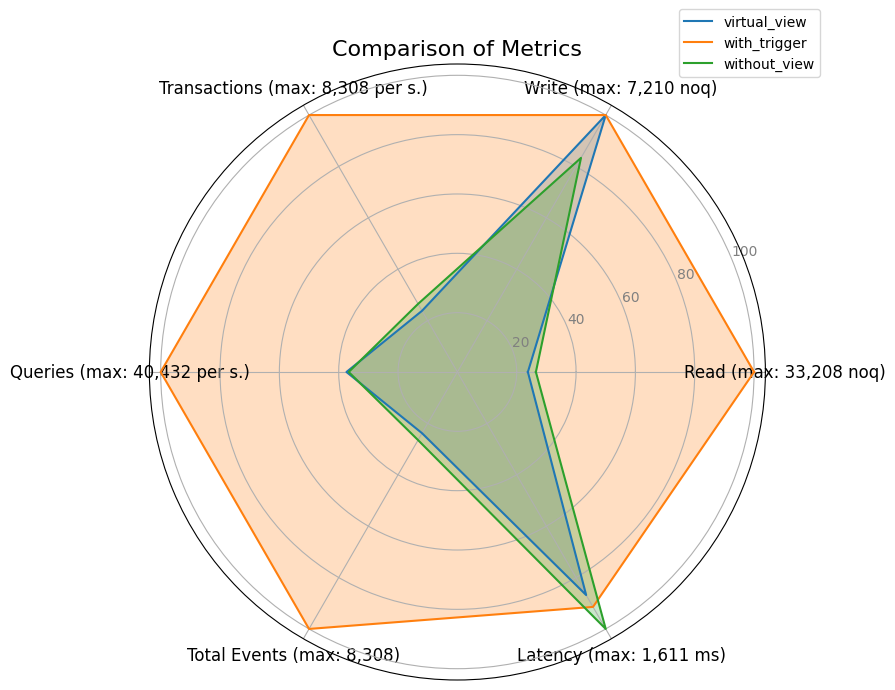 virtual_view
with_trigger
without_view
Comparison of Metrics
Transactions (max: 8,308 per s.)
Write (max: 7,210 noq)
100
80
60
40
20
Queries (max: 40,432 per s.)
Read (max: 33,208 noq)
Total Events (max: 8,308)
Latency (max: 1,611 ms)